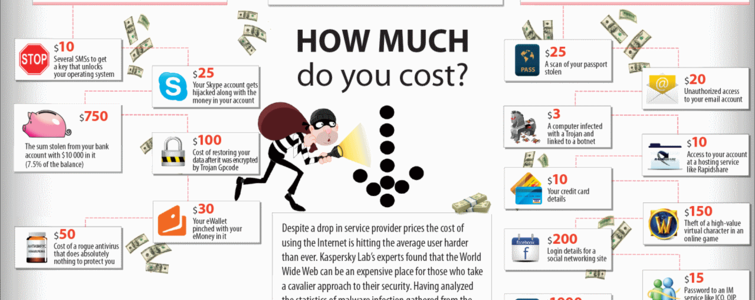 HOW MUCH
do you cost?
$10
STOP
Several SMSs to get
a key that unlocks
your operating system
$25
Your Skype account gets
hijacked along with the
money in your account
$750
The sum stolen from your bank
account with $10 000 in it
(7.5% of the balance)
$100
Cost of restoring your
data after it was encrypted
by Trojan Gpcode
$30
Your eWallet
pinched with your
eMoney in it
$50
Cost of a rogue antivirus
that does absolutely
nothing to protect you
Despite a drop in service provider prices the cost of
using the Internet is hitting the average user harder
than ever. Kaspersky Lab's experts found that the World
Wide Web can be an expensive place for those who take
a cavalier approach to their security. Having analyzed
the statistics of malware infection gathered from the
$25
PASS
A scan of your passport
stolen
$20
Unauthorized access
to your email account
$3
A computer infected
with a Trojan and
linked to a botnet
$10
Access to your account
at a hosting service
like Rapidshare
$10
Your credit card
details
$150
Theft of a high-value
virtual character in an
online game
$200
facebook
Login details for a
social networking site
$15
Password to an IM
service like ICQ, QIP
$1000